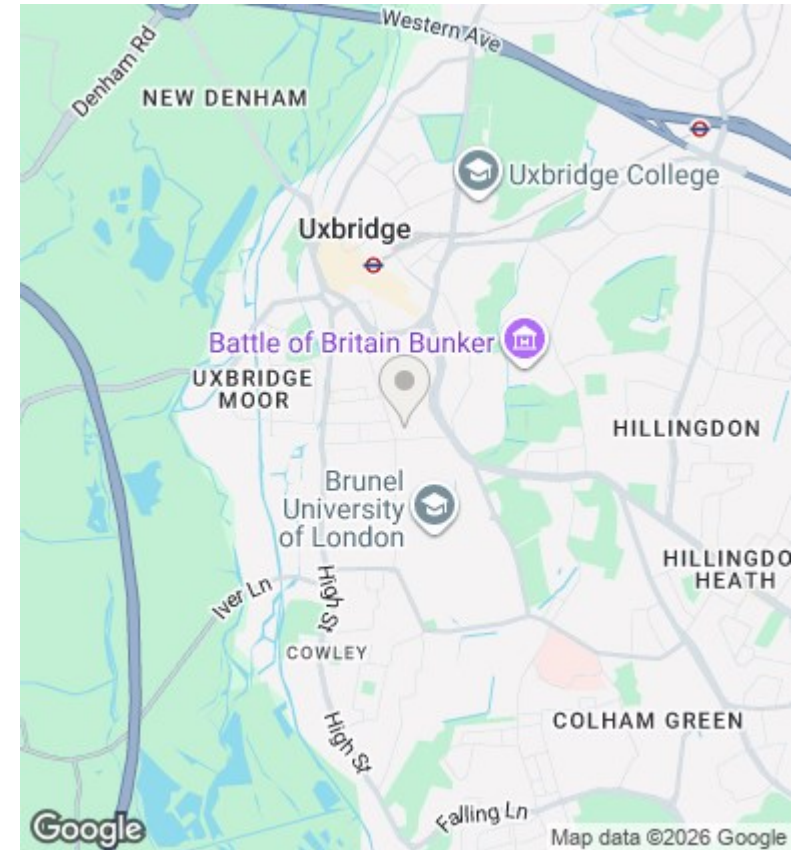 Western Ave
Denham Rd
NEW DENHAM
Uxbridge College
Uxbridge
Battle of Britain Bunker
UXBRIDGE
MOOR
HILLINGDON
Brunel
University
of London
HILLINGDO
HEATH
High St
Iver Ln
COWLEY
High St
COLHAM GREEN
Falling Ln
Google
Map data ©2026 Google